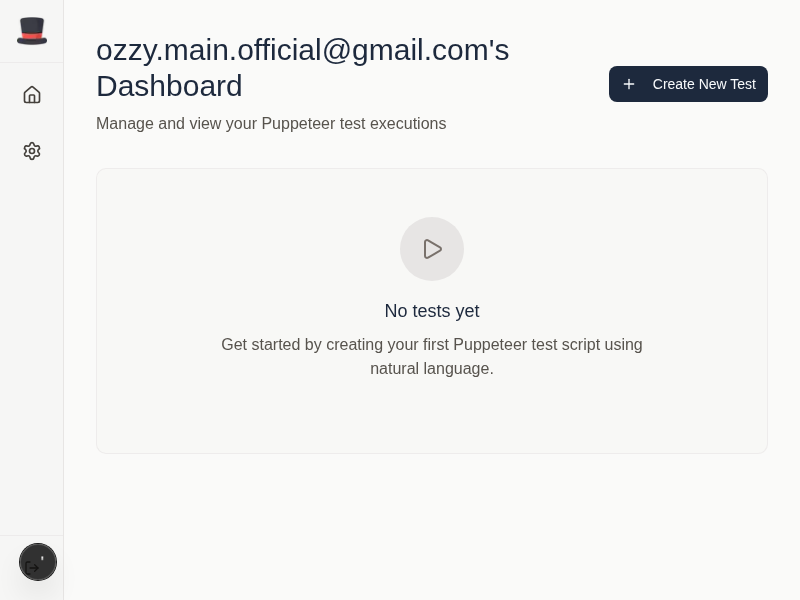 ozzy.main.official@gmail.com's
Dashboard
Create New Test
Manage and view your Puppeteer test executions
No tests yet
Get started by creating your first Puppeteer test script using
natural language.